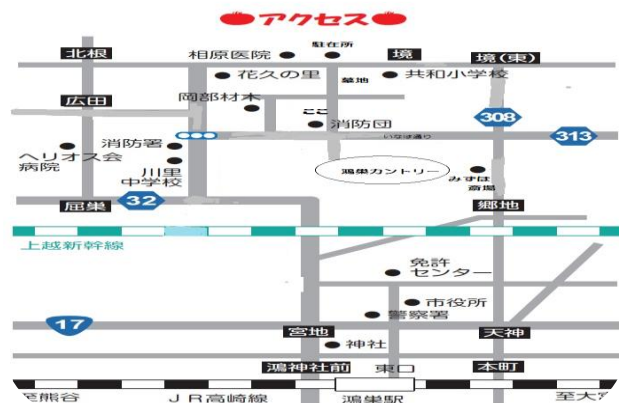 アクセス
駐在所
北根
相原医院
境
境(東)
花久の里
墓地
共和小学校
広田
岡部材木
ここ
消防団
308
いなほ通り
313
消防署
ヘリオス会
病院
川里
中学校
鴻巣カントリー
みずほ
斎場
屈巣
32
郷地
上越新幹線
免許
センター
市役所
17
警察署
宮地
天神
神社
鴻神社前
東口
本町
至熊谷
JR高崎線
鴻巣駅
至大宮